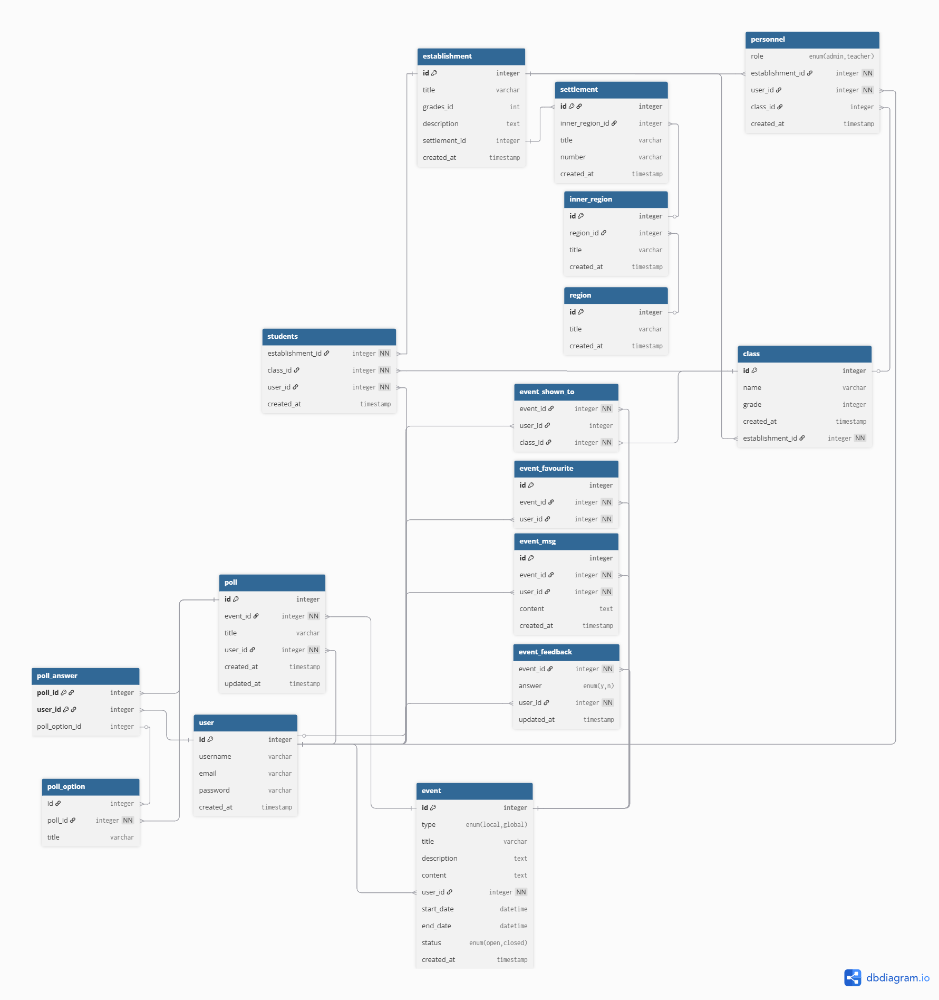 personnel
role enum(admin,teacher)
establishment_id integer NN
user_id integer NN
class_id integer
created_at timestamp
establishment
id integer
title varchar
grades_id int
description text
settlement_id integer
created_at timestamp
settlement
id integer
inner_region_id integer
title varchar
number varchar
created_at timestamp
inner_region
id integer
region_id integer
title varchar
created_at timestamp
region
id integer
title varchar
created_at timestamp
students
establishment_id integer NN
class_id integer NN
user_id integer NN
created_at timestamp
class
id integer
name varchar
grade integer
created_at timestamp
establishment_id integer NN
event_shown_to
event_id integer NN
user_id integer
class_id integer NN
event_favourite
id integer
event_id integer NN
user_id integer NN
event_msg
id integer
event_id integer NN
user_id integer NN
content text
created_at timestamp
poll
id integer
event_id integer NN
title varchar
user_id integer NN
created_at timestamp
updated_at timestamp
event_feedback
event_id integer NN
answer enum(y,n)
user_id integer NN
updated_at timestamp
poll_answer
poll_id integer
user_id integer
poll_option_id integer
user
id integer
username varchar
email varchar
password varchar
created_at timestamp
poll_option
id integer
poll_id integer NN
title varchar
event
id integer
type enum(local,global)
title varchar
description text
content text
user_id integer NN
start_date datetime
end_date datetime
status enum(open,closed)
created_at timestamp
dbdiagram.io